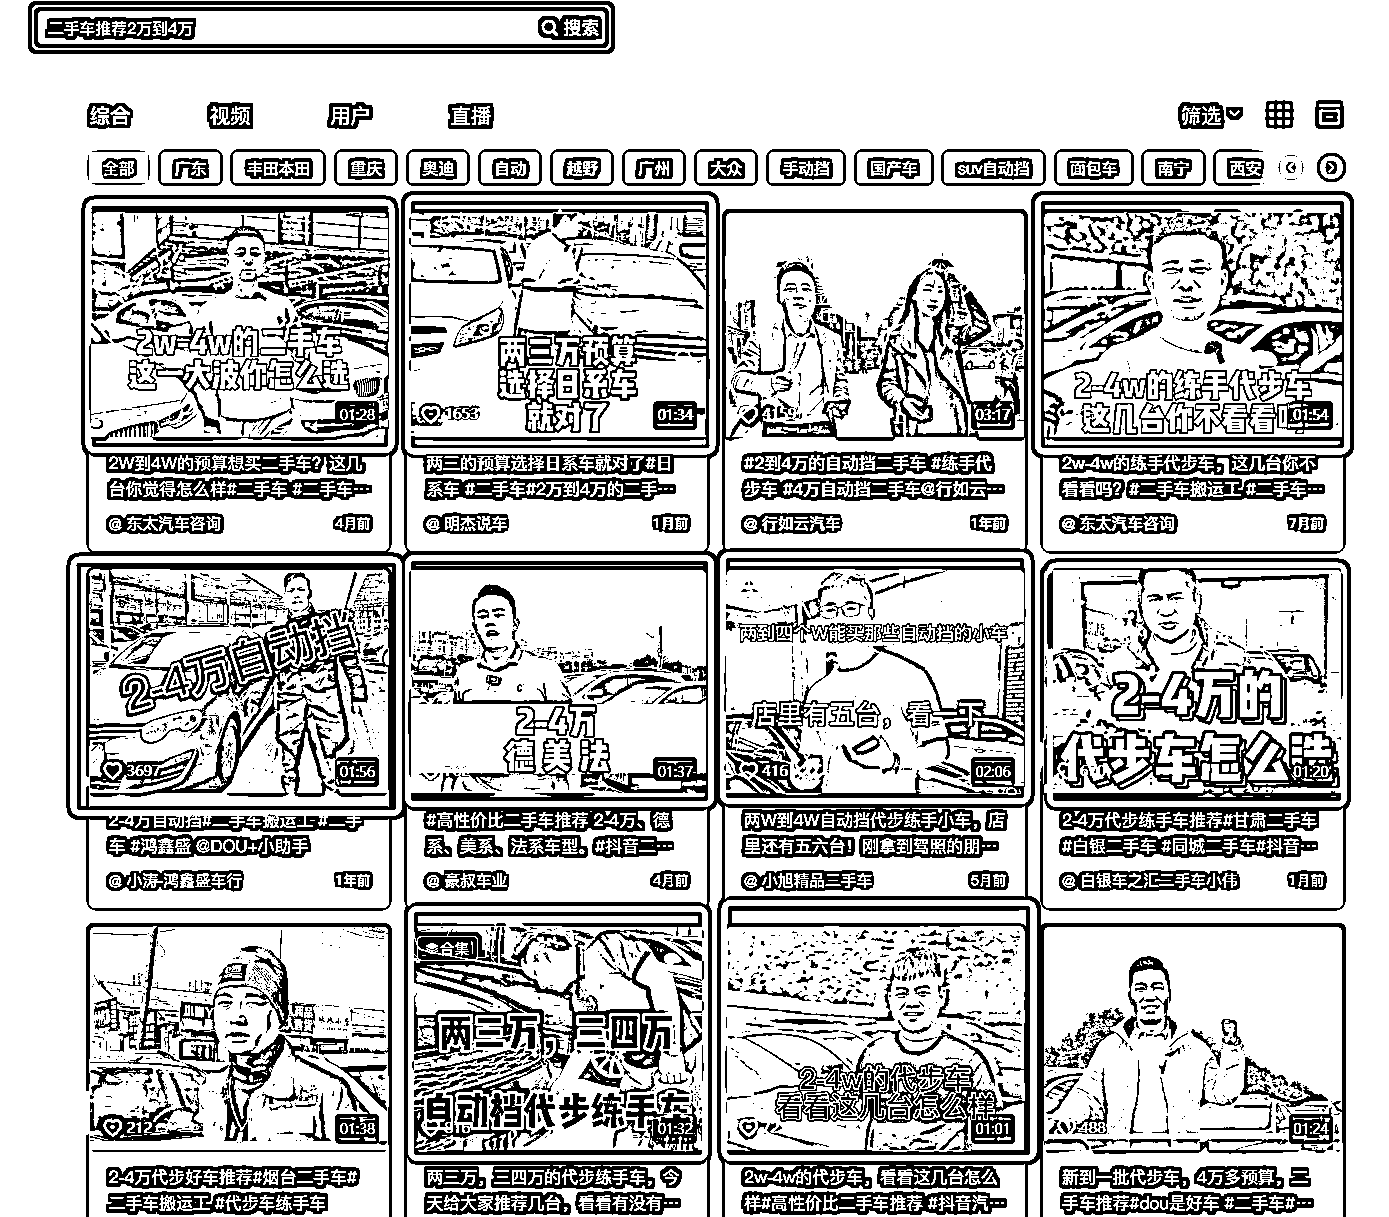 二手车推荐2万到4万
搜索
综合
视频
用户
直播
筛选
全部
广东
丰田本田
重庆
奥迪
自动
越野
广州
大众
手动挡
国产车
suv自动挡
面包车
南宁
西安
2w-4w的二手车
这一大波你怎么选
01:28
2W到4W的预算想买二手车？这几
台你觉得怎么样#二手车 #二手车…
@ 东太汽车咨询
4月前
两三万预算
选择日系车
就对了
1653
01:34
两三的预算选择日系车就对了#日
系车 #二手车#2万到4万的二手…
@ 明杰说车
1月前
03:17
#2到4万的自动挡二手车 #练手代
步车 #4万自动挡二手车@行如云…
@ 行如云汽车
1年前
2-4w的练手代步车
这几台你不看看吗
01:54
2w-4w的练手代步车，这几台你不
看看吗？#二手车搬运工 #二手车…
@ 东太汽车咨询
7月前
2-4万自动挡
3697
01:56
2-4万自动挡#二手车搬运工 #二手
车 #鸿鑫盛 @DOU+小助手
@ 小涛-鸿鑫盛车行
1年前
2-4万
德美法
01:37
#高性价比二手车推荐 2-4万、德
系、美系、法系车型。#抖音二…
@ 豪叔车业
4月前
两到四个W能买那些自动挡的小车
店里有五台，看一下
416
02:06
两W到4W自动挡代步练手小车，店
里还有五六台！刚拿到驾照的朋…
@ 小旭精品二手车
5月前
2-4万的
代步车怎么选
01:20
2-4万代步练手车推荐#甘肃二手车
#白银二手车 #同城二手车#抖音…
@ 白银车之汇二手车小伟
1月前
212
01:38
2-4万代步好车推荐#烟台二手车#
二手车搬运工 #代步车练手车
合集
两三万，三四万
自动档代步练手车
01:32
两三万，三四万的代步练手车，今
天给大家推荐几台，看看有没有…
2-4w的代步车
看看这几台怎么样
01:01
2w-4w的代步车，看看这几台怎么
样#高性价比二手车推荐 #抖音汽…
488
01:24
新到一批代步车，4万多预算，二
手车推荐#dou是好车 #二手车#…